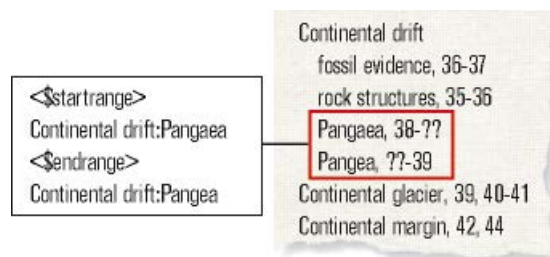 <$startrange>
Continental drift:Pangaea
<$endrange>
Continental drift:Pangea
Continental drift
fossil evidence, 36-37
rock structures, 35-36
Pangaea, 38-??
Pangea, ??-39
Continental glacier, 39, 40-41
Continental margin, 42, 44